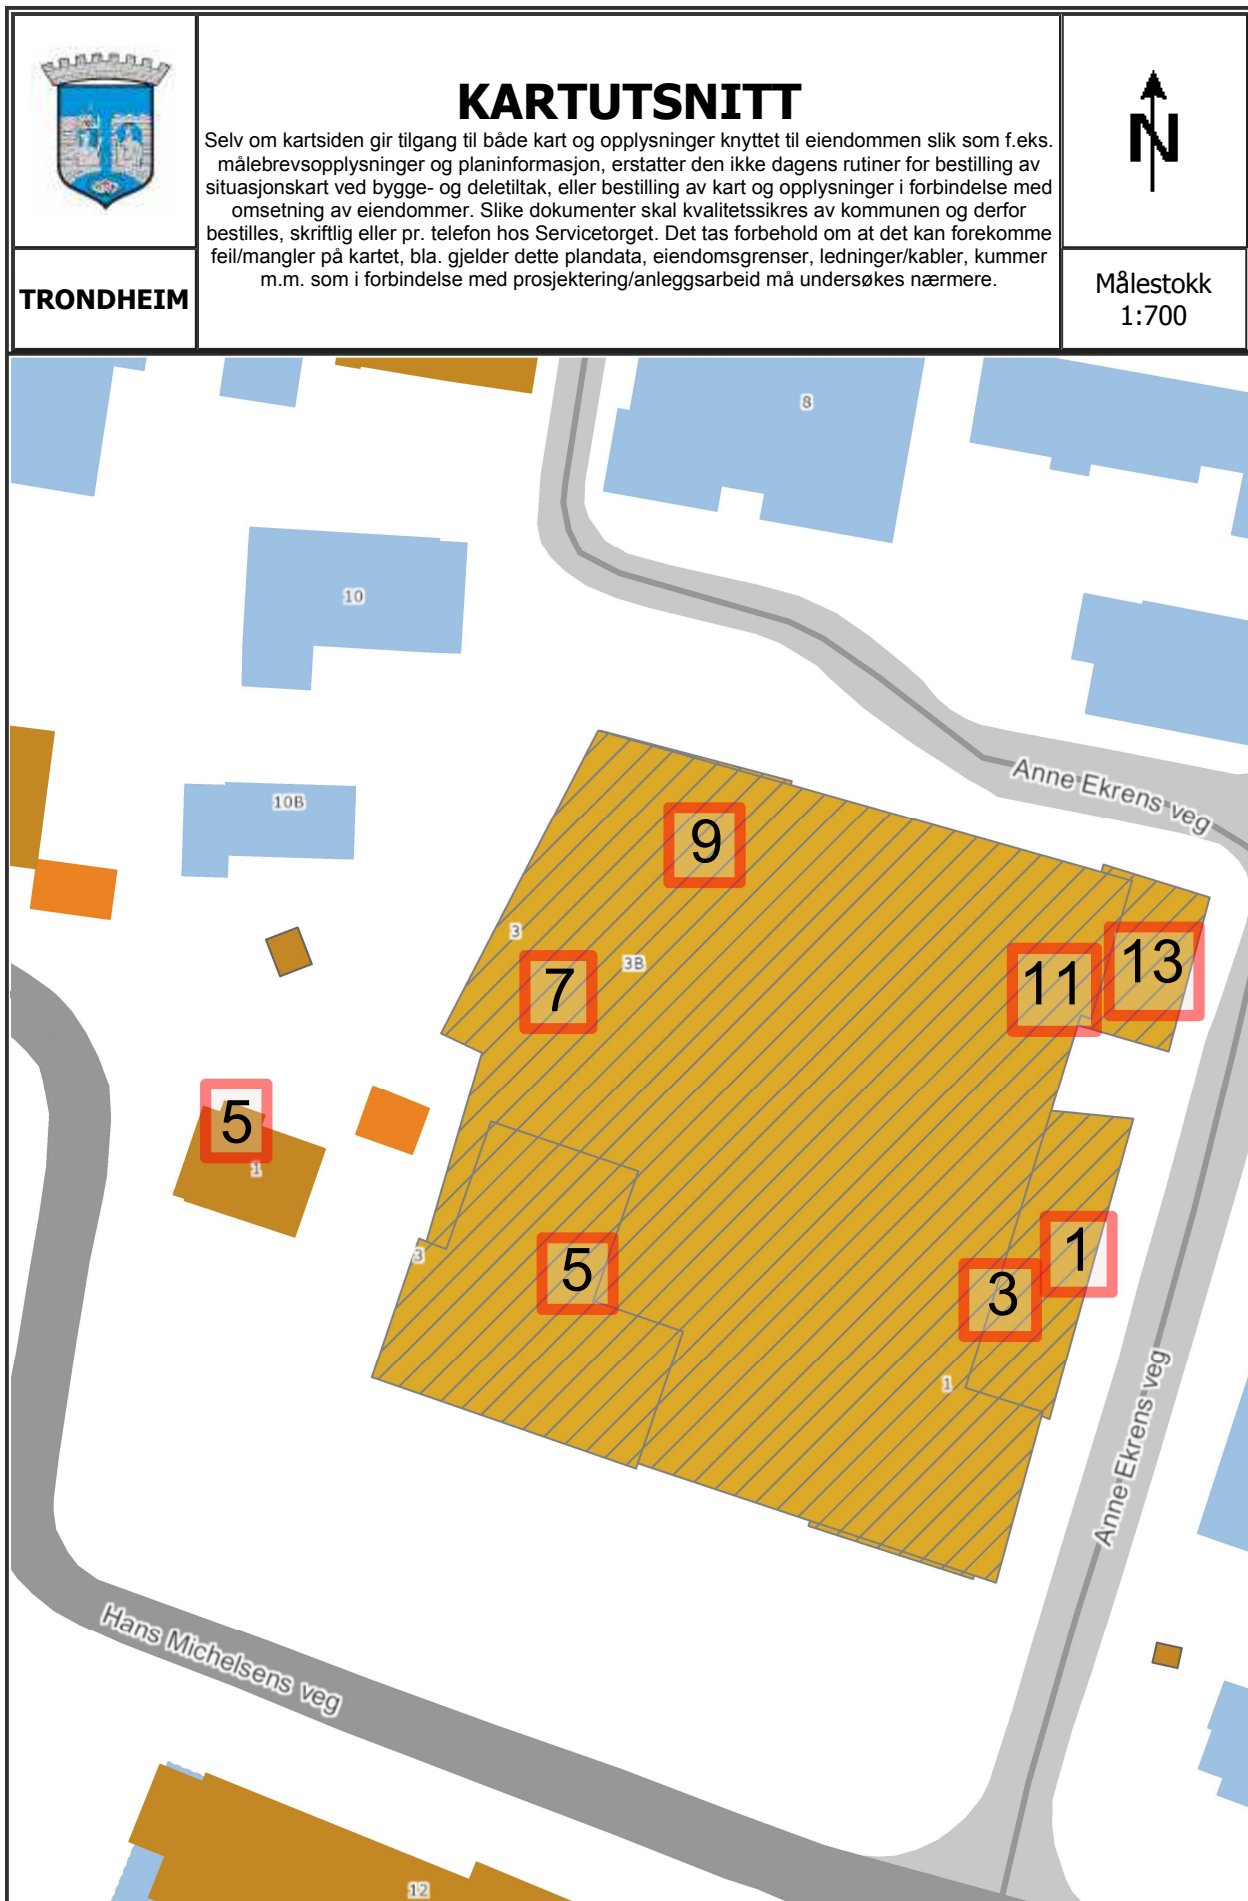 KARTUTSNITT
Selv om kartsiden gir tilgang til både kart og opplysninger knyttet til eiendommen slik som f.eks.
målebrevsopplysninger og planinformasjon, erstatter den ikke dagens rutiner for bestilling av
situasjonskart ved bygge- og deletiltak, eller bestilling av kart og opplysninger i forbindelse med
omsetning av eiendommer. Slike dokumenter skal kvalitetssikres av kommunen og derfor
bestilles, skriftlig eller pr. telefon hos Servicetorget. Det tas forbehold om at det kan forekomme
feil/mangler på kartet, bla. gjelder dette plandata, eiendomsgrenser, ledninger/kabler, kummer
m.m. som i forbindelse med prosjektering/anleggsarbeid må undersøkes nærmere.
TRONDHEIM
N
Målestokk
1:700
8
10
Anne Ekrens veg
10B
9
3
3B
7
11
13
5
1
3
5
1
3
1
Anne Ekrens veg
Hans Michelsens veg
12